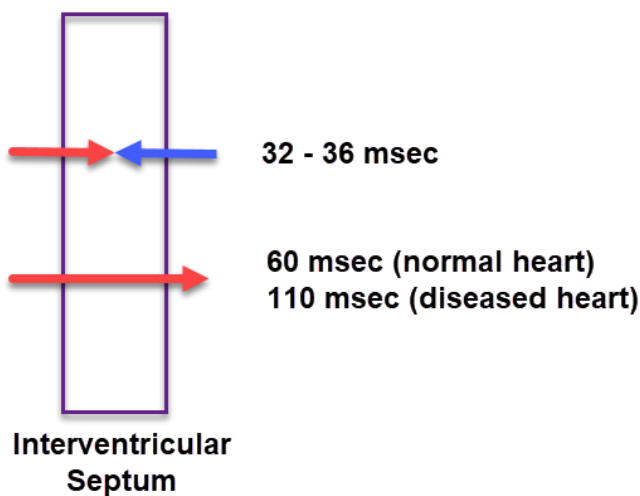 32 - 36 msec
60 msec (normal heart)
110 msec (diseased heart)
Interventricular
Septum